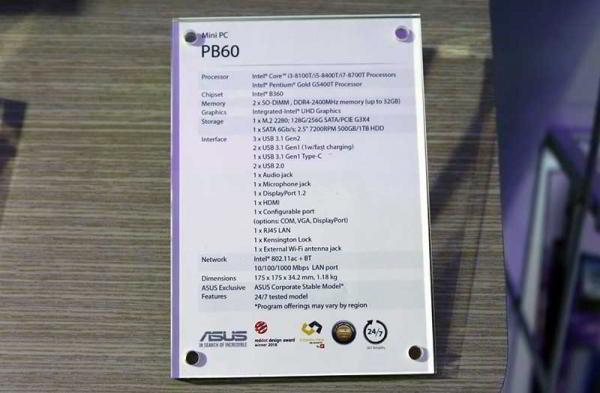 Mini PC
PB60
Processor Intel® Core™ i3-8100T/i5-8400T/i7-8700T Processors
Intel® Pentium® Gold G5400T Processor
Chipset Intel® B360
Memory 2 x SO-DIMM , DDR4-2400MHz memory (up to 32GB)
Graphics Integrated-Intel® UHD Graphics
Storage 1 x M.2 2280; 128G/256G SATA/PCIE G3X4
1 x SATA 6Gb/s; 2.5" 7200RPM 500GB/1TB HDD
Interface 3 x USB 3.1 Gen2
2 x USB 3.1 Gen1 (1w/fast charging)
1 x USB 3.1 Gen1 Type-C
2 x USB 2.0
1 x Audio jack
1 x Microphone jack
1 x DisplayPort 1.2
1 x HDMI
1 x Configurable port
(options: COM, VGA, DisplayPort)
1 x RJ45 LAN
1 x Kensington Lock
1 x External Wi-Fi antenna jack
Network Intel® 802.11ac + BT
10/100/1000 Mbps LAN port
Dimensions 175 x 175 x 34.2 mm, 1.18 kg
ASUS Exclusive ASUS Corporate Stable Model*
Features 24/7 tested model
*Program offerings may vary by region
ASUS
IN SEARCH OF INCREDIBLE
reddot design award
winner 2018
24/7